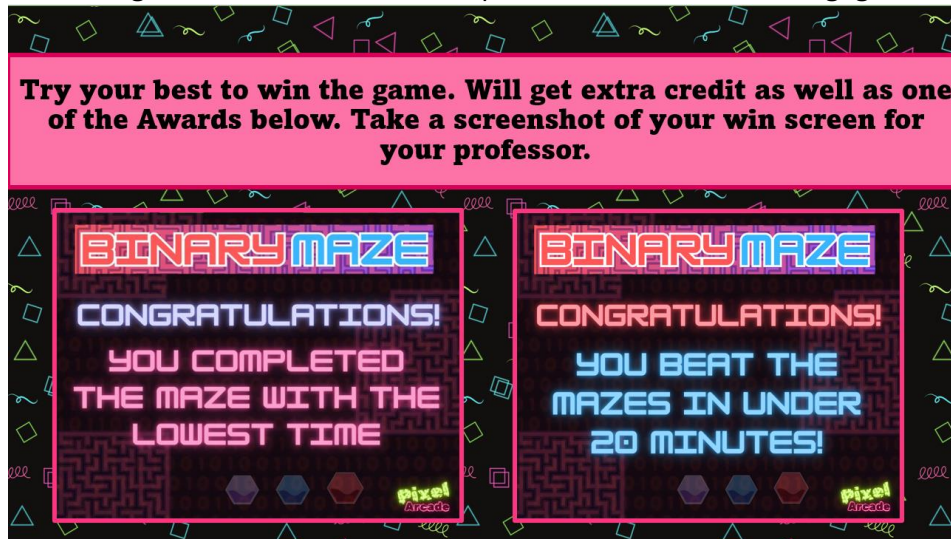 Try your best to win the game. Will get extra credit as well as one
of the Awards below. Take a screenshot of your win screen for
your professor.
BINARY MAZE
CONGRATULATIONS!
YOU COMPLETED
THE MAZE WITH THE
LOWEST TIME
Pixel
Arcade
BINARY MAZE
CONGRATULATIONS!
YOU BEAT THE
MAZES IN UNDER
20 MINUTES!
Pixel
Arcade